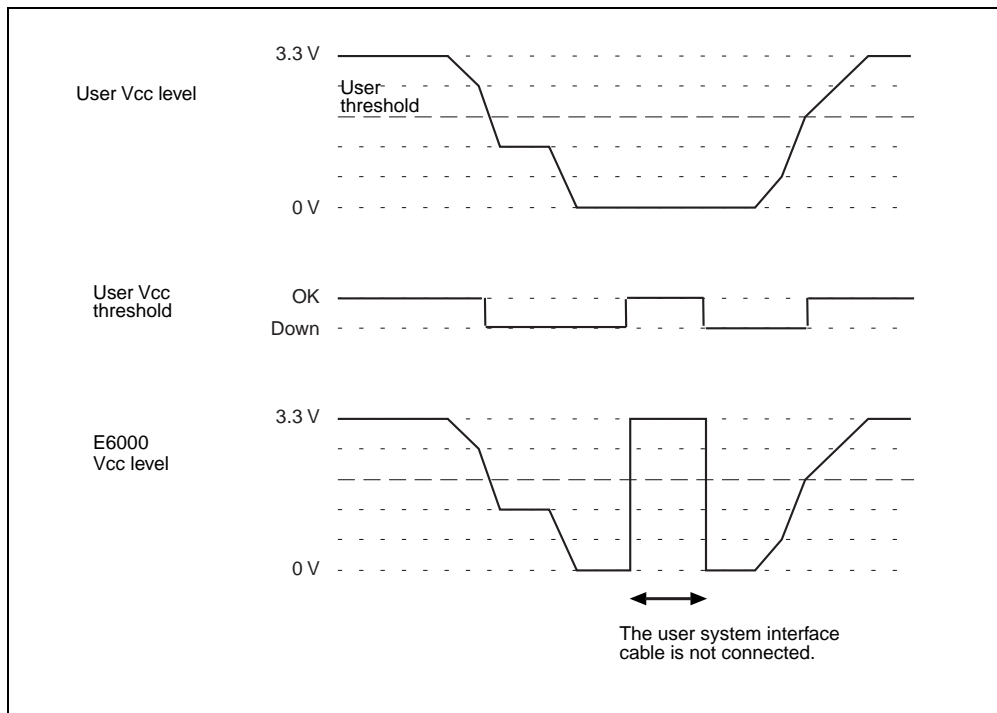 3.3 V
User Vcc level
User
threshold
0 V
User Vcc
threshold
OK
Down
3.3 V
E6000
Vcc level
0 V
The user system interface
cable is not connected.